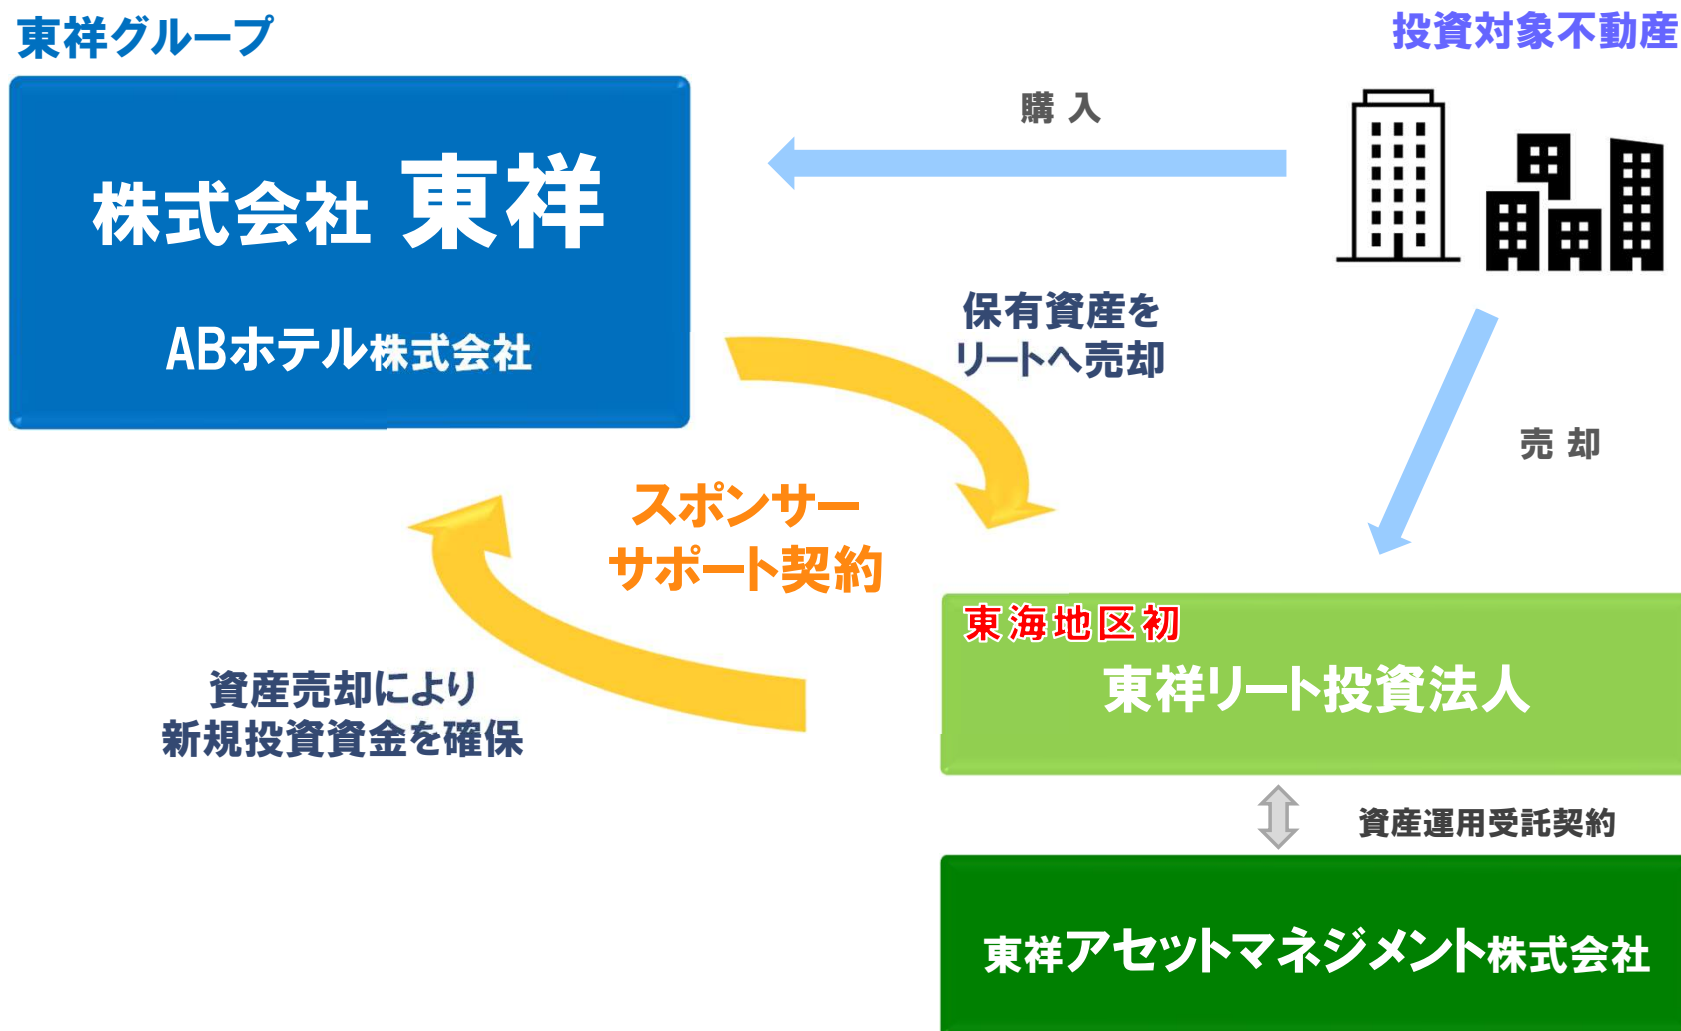 東祥グループ
投資対象不動産
購 入
株式会社 東祥
ABホテル株式会社
保有資産を
リートへ売却
売 却
スポンサー
サポート契約
東海地区初
東祥リート投資法人
資産売却により
新規投資資金を確保
資産運用受託契約
東祥アセットマネジメント株式会社